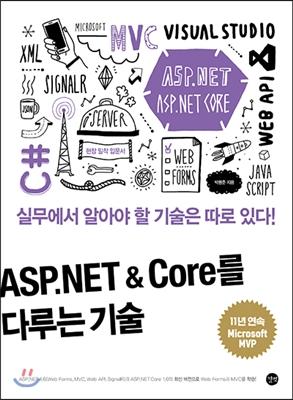 MICROSOFT
MVC
VISUAL STUDIO
XML
SIGNALR
JSON
ASP.NET
ASP.NET CORE
WEB API
C#
SERVER
현장 밀착 입문서
WEB
FORMS
박용준 지음
JAVA
SCRIPT
실무에서 알아야 할 기술은 따로 있다!
ASP.NET & Core를
다루는 기술
11년 연속
Microsoft
MVP
길벗